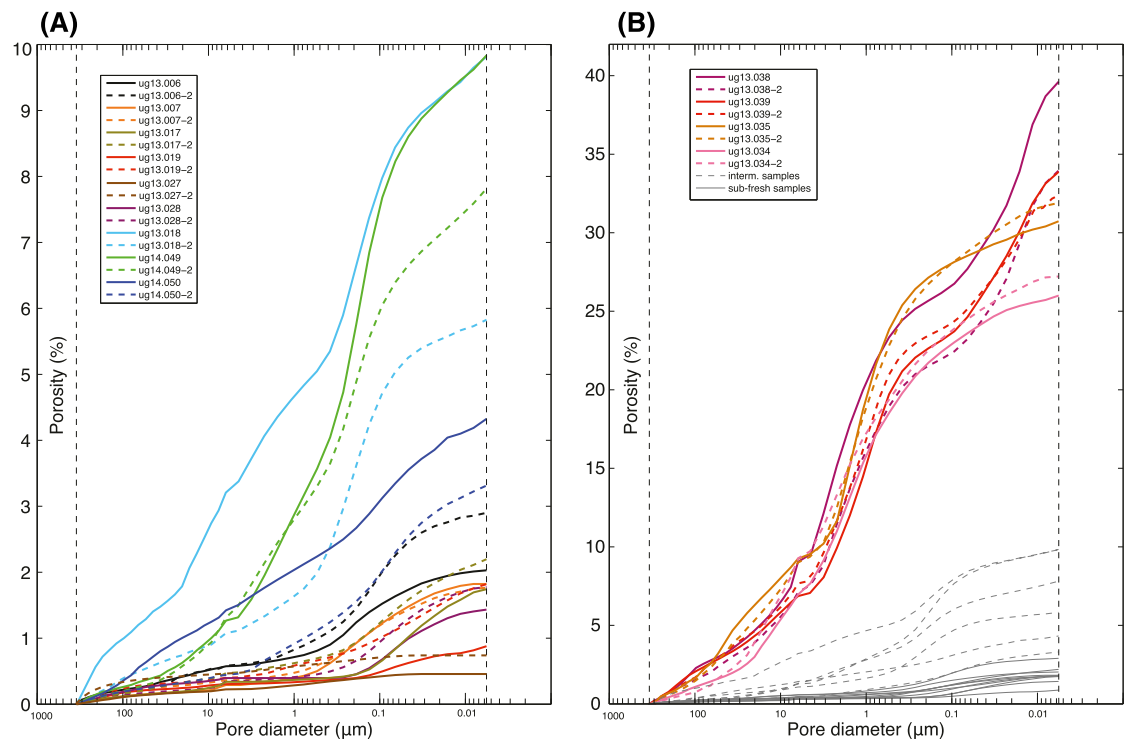 (A)
10
9
8
7
6
5
4
3
2
1
0
Porosity (%)
ug13.006
ug13.006-2
ug13.007
ug13.007-2
ug13.017
ug13.017-2
ug13.019
ug13.019-2
ug13.027
ug13.027-2
ug13.028
ug13.028-2
ug13.018
ug13.018-2
ug14.049
ug14.049-2
ug14.050
ug14.050-2
1000 100 10 1 0.1 0.01
Pore diameter (µm)
(B)
40
35
30
25
20
15
10
5
0
Porosity (%)
ug13.038
ug13.038-2
ug13.039
ug13.039-2
ug13.035
ug13.035-2
ug13.034
ug13.034-2
interm. samples
sub-fresh samples
1000 100 10 1 0.1 0.01
Pore diameter (µm)